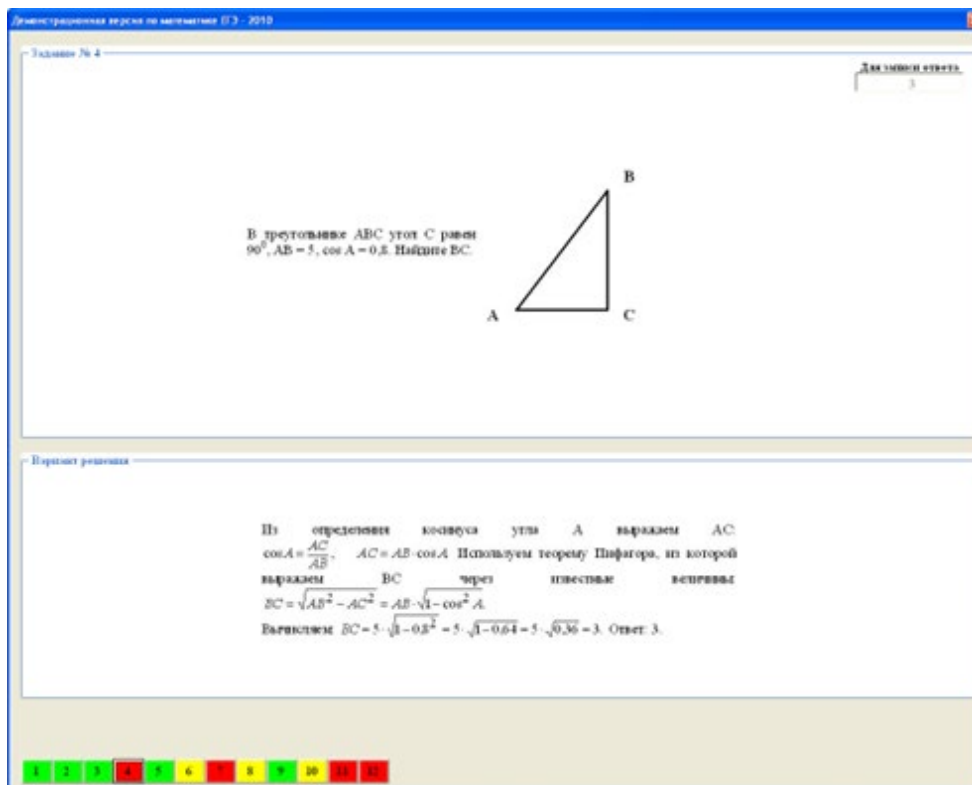 Демонстрационная версия по математике ЕГЭ - 2010
Задание № 4
Для записи ответа
3
В треугольнике ABC угол C равен
90⁰, AB = 5, cos A = 0,8. Найдите BC.
B
A
C
Вариант решения
Из определения косинуса угла A выражаем AC.
cosA = AC/AB, AC = AB·cosA. Используем теорему Пифагора, из которой
выражаем BC через известные величины:
BC = √(AB² − AC²) = AB·√(1 − cos² A).
Вычисляем: BC = 5·√(1 − 0,8²) = 5·√(1 − 0,64) = 5·√0,36 = 3. Ответ: 3.
1 2 3 4 5 6 7 8 9 10 11 12